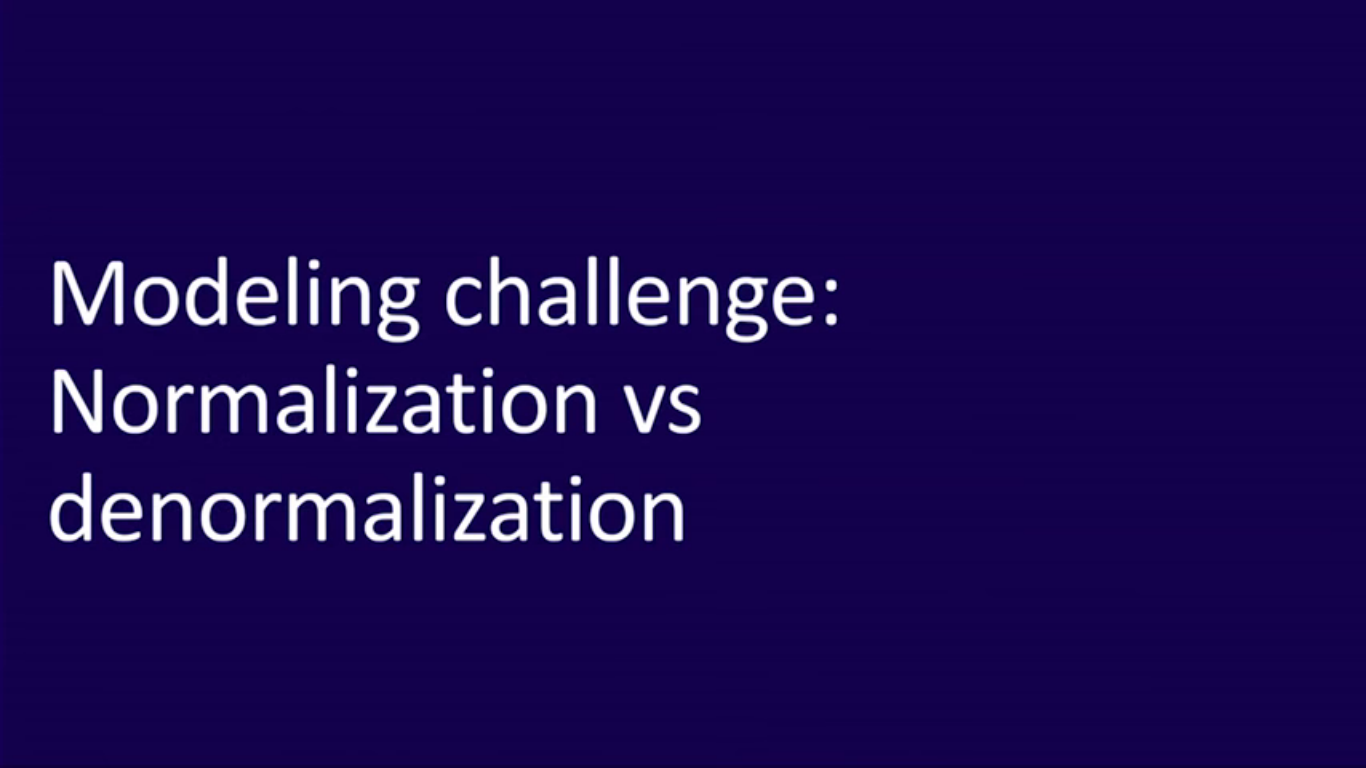 Modeling challenge:
Normalization vs
denormalization